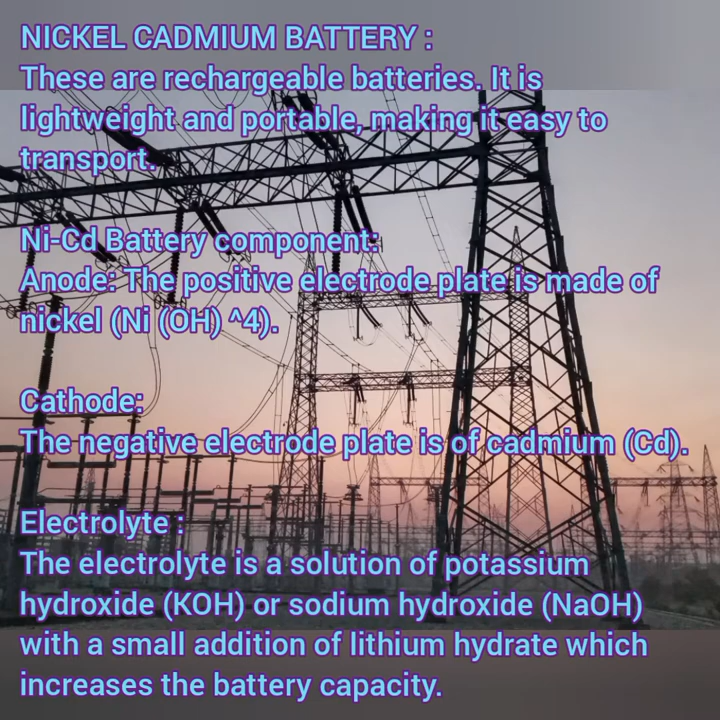 NICKEL CADMIUM BATTERY :
These are rechargeable batteries. It is
lightweight and portable, making it easy to
transport.
Ni-Cd Battery component:
Anode: The positive electrode plate is made of
nickel (Ni (OH) ^4).
Cathode:
The negative electrode plate is of cadmium (Cd).
Electrolyte :
The electrolyte is a solution of potassium
hydroxide (KOH) or sodium hydroxide (NaOH)
with a small addition of lithium hydrate which
increases the battery capacity.